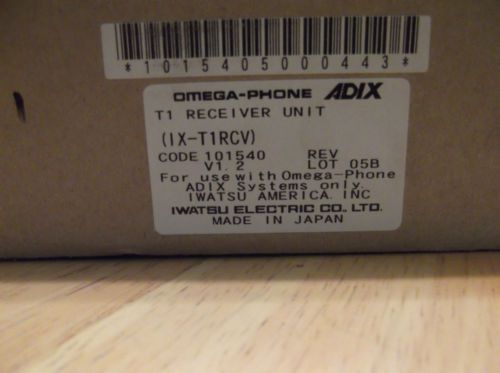 *1015405000443*
OMEGA-PHONE ADIX
T1 RECEIVER UNIT
(IX-T1RCV)
CODE 101540 REV
V1.2 LOT 05B
For use with Omega-Phone
ADIX Systems only.
IWATSU AMERICA. INC
IWATSU ELECTRIC CO., LTD.
MADE IN JAPAN